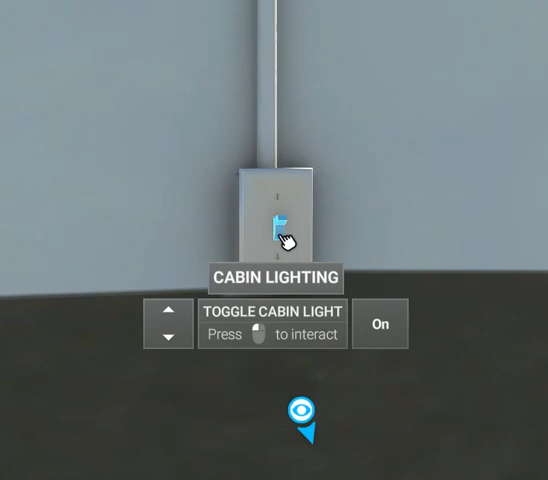 CABIN LIGHTING
TOGGLE CABIN LIGHT
Press to interact
On